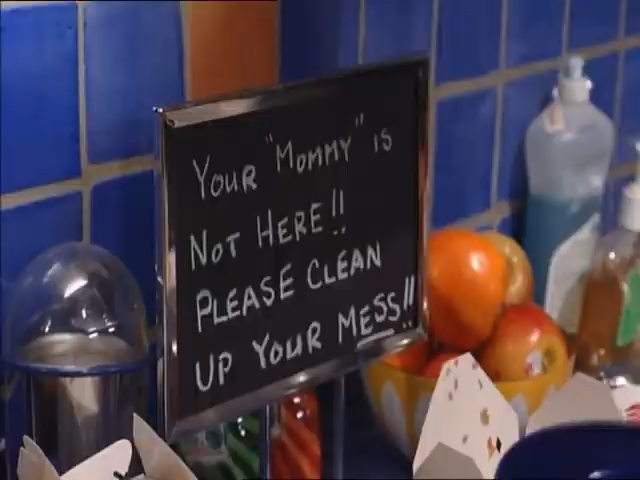 Your "Mommy" is
Not Here!!
Please clean
up your mess!!